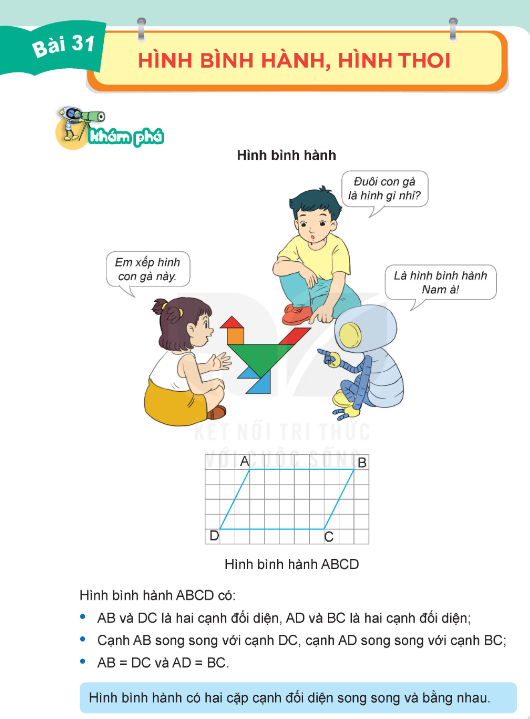 Bài 31
HÌNH BÌNH HÀNH, HÌNH THOI
Khám phá
Hình bình hành
Đuôi con gà
là hình gì nhỉ?
Em xếp hình
con gà này.
Là hình bình hành
Nam à!
KẾT NỐI TRI THỨC
VỚI CUỘC SỐNG
A
B
D
C
Hình bình hành ABCD
Hình bình hành ABCD có:
• AB và DC là hai cạnh đối diện, AD và BC là hai cạnh đối diện;
• Cạnh AB song song với cạnh DC, cạnh AD song song với cạnh BC;
• AB = DC và AD = BC.
Hình bình hành có hai cặp cạnh đối diện song song và bằng nhau.